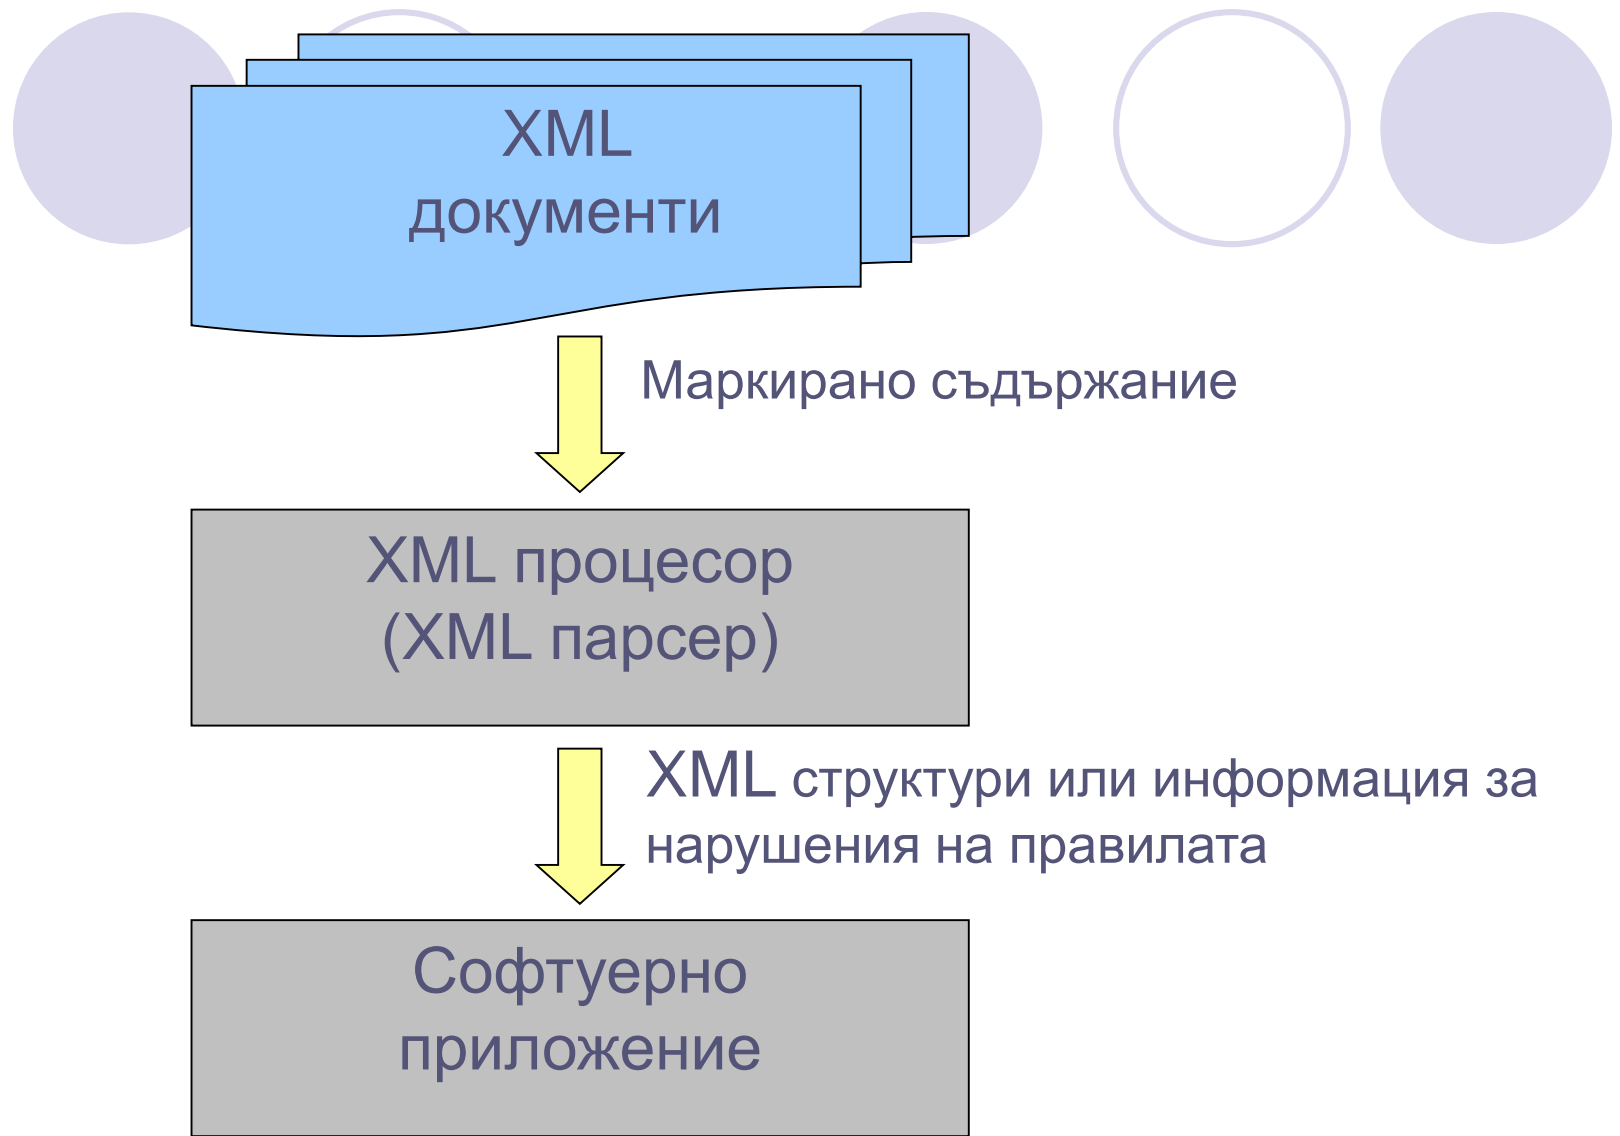 XML
документи
Маркирано съдържание
XML процесор
(XML парсер)
XML структури или информация за
нарушения на правилата
Софтуерно
приложение